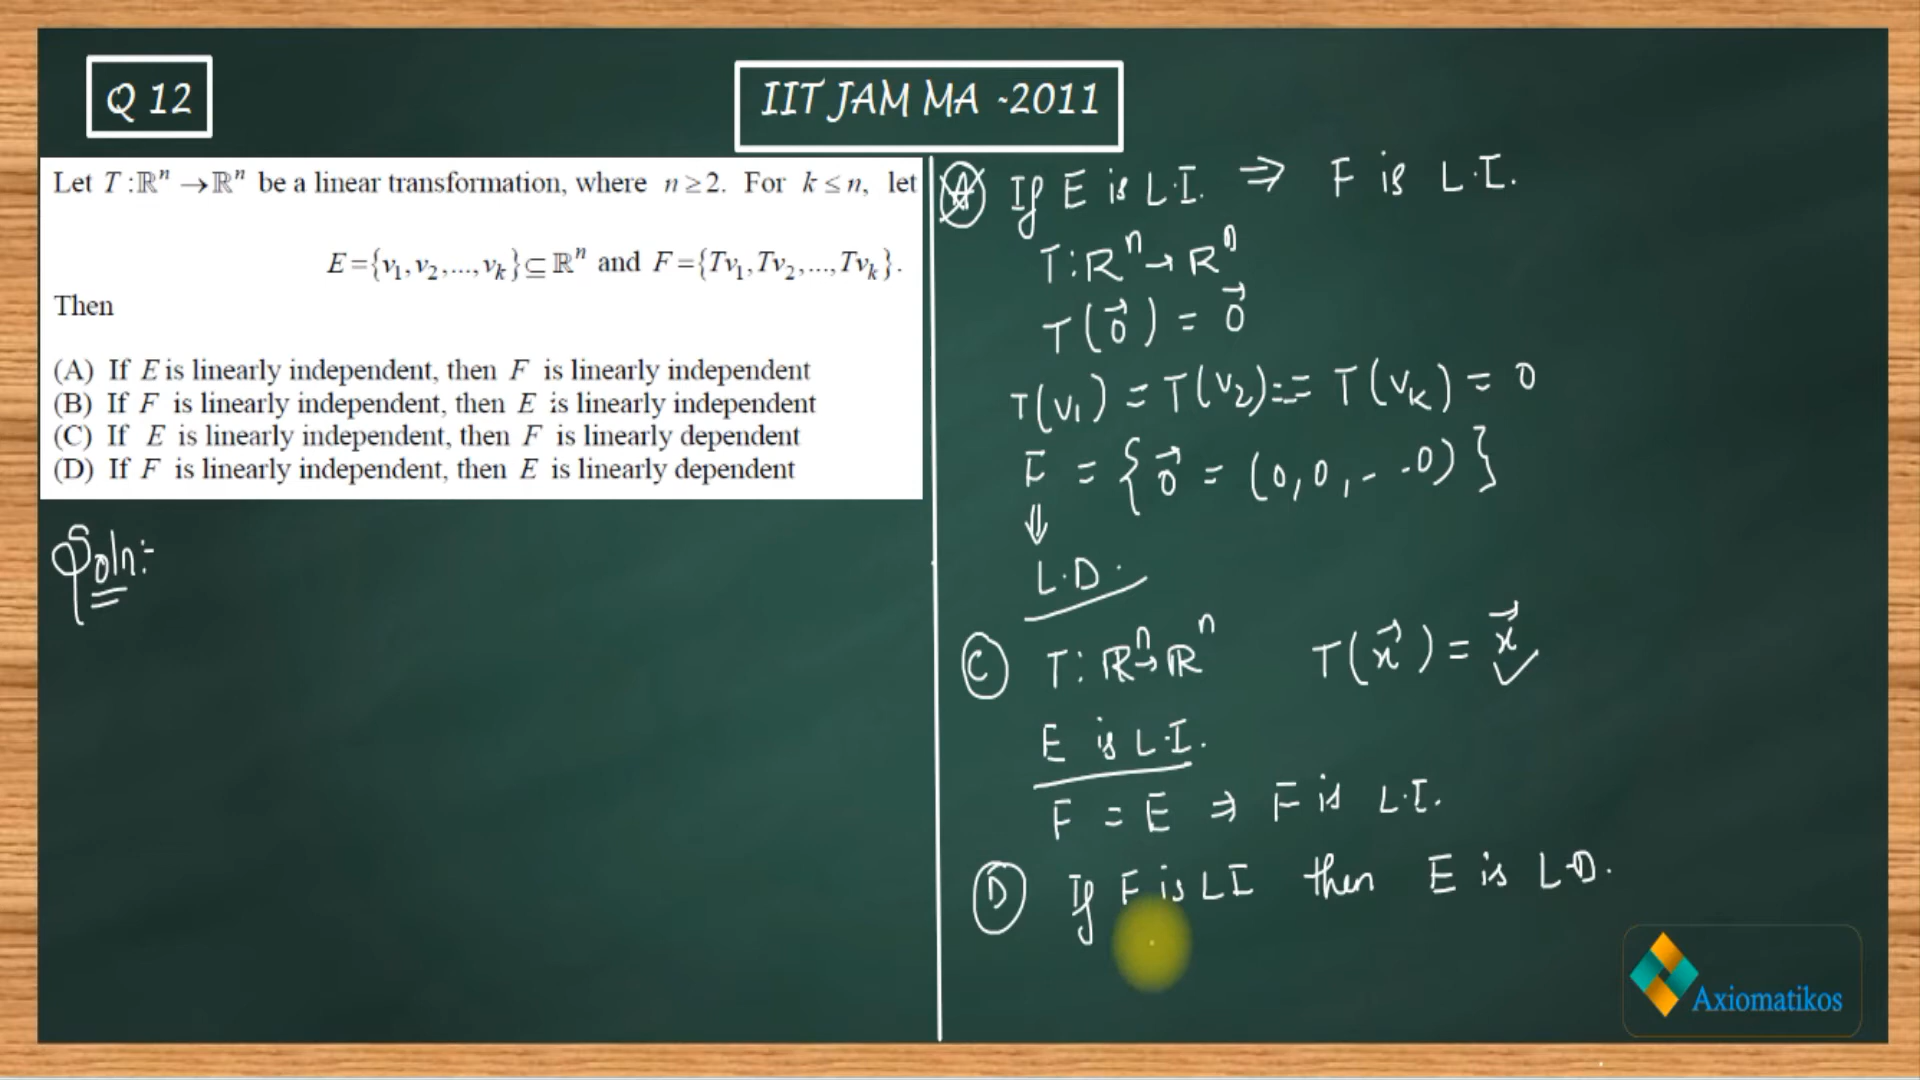 Q 12
IIT JAM MA -2011
Let T :ℝⁿ →ℝⁿ be a linear transformation, where n ≥ 2. For k ≤ n, let
E={v₁,v₂,...,vₖ}⊆ℝⁿ and F={Tv₁,Tv₂,...,Tvₖ}.
Then
(A) If E is linearly independent, then F is linearly independent
(B) If F is linearly independent, then E is linearly independent
(C) If E is linearly independent, then F is linearly dependent
(D) If F is linearly independent, then E is linearly dependent
Soln:-
(A) If E is L.I. ⇒ F is L.I.
T: ℝⁿ → ℝⁿ
T(0⃗) = 0⃗
T(v₁) = T(v₂) = -- = T(vₖ) = 0
F = {0⃗ = (0,0,- -0)}
⇓
L.D.
(C) T: ℝⁿ→ℝⁿ T(x⃗) = x⃗
E is L.I.
F = E ⇒ F is L.I.
(D) If F is LI then E is L.D.
Axiomatikos